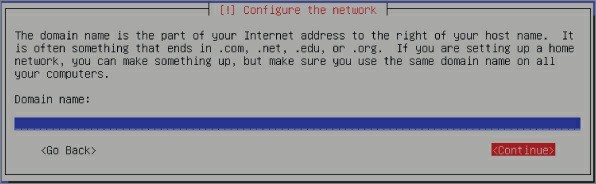 [!] Configure the network
The domain name is the part of your Internet address to the right of your host name.  It
is often something that ends in .com, .net, .edu, or .org.  If you are setting up a home
network, you can make something up, but make sure you use the same domain name on all
your computers.
Domain name:
<Go Back> <Continue>